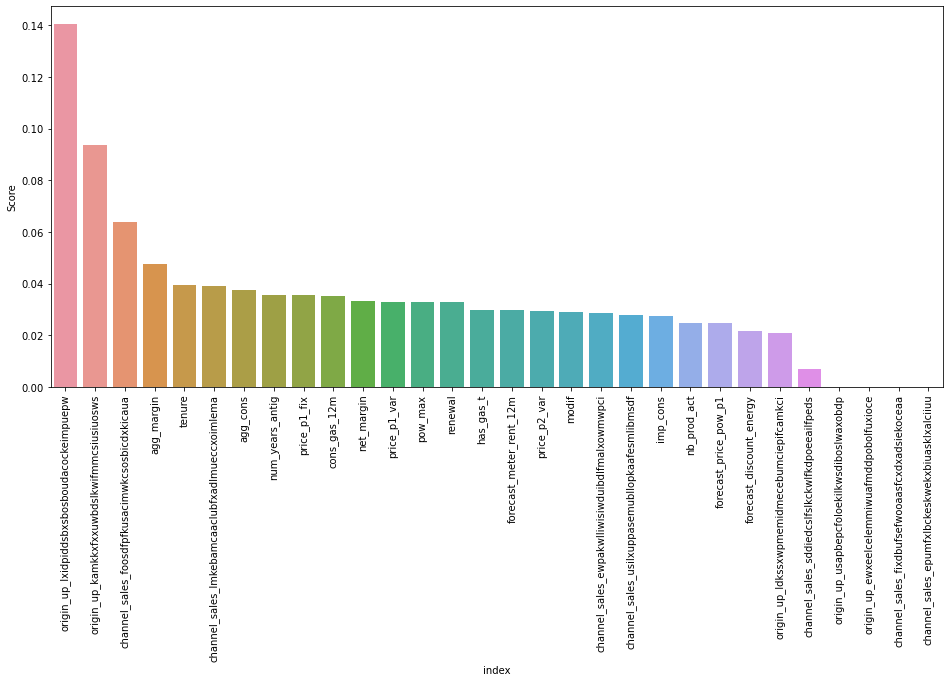 0.14
0.12
0.10
0.08
0.06
0.04
0.02
0.00
Score
origin_up_lxidpiddsbxsbosboudacockeimpuepw
origin_up_kamkkxfxxuwbdslkwifmmcsiusiuosws
channel_sales_foosdfpfkusacimwkcsosbicdxkicaua
agg_margin
tenure
channel_sales_lmkebamcaaclubfxadlmueccxoimlema
agg_cons
num_years_antig
price_p1_fix
cons_gas_12m
net_margin
price_p1_var
pow_max
renewal
has_gas_t
forecast_meter_rent_12m
price_p2_var
modif
channel_sales_ewpakwlliwisiwduibdlfmalxowmwpci
channel_sales_usilxuppasemubllopkaafesmlibmsdf
imp_cons
nb_prod_act
forecast_price_pow_p1
forecast_discount_energy
origin_up_ldkssxwpmemidmecebumciepifcamkci
channel_sales_sddiedcslfslkckwlfkdpoeeailfpeds
origin_up_usapbepcfoloekilkwsdiboslwaxobdp
origin_up_ewxeelcelemmiwuafmddpobolfuxioce
channel_sales_fixdbufsefwooaasfcxdxadsiekoceaa
channel_sales_epumfxlbckeskwekxbiuasklxalciiuu
index